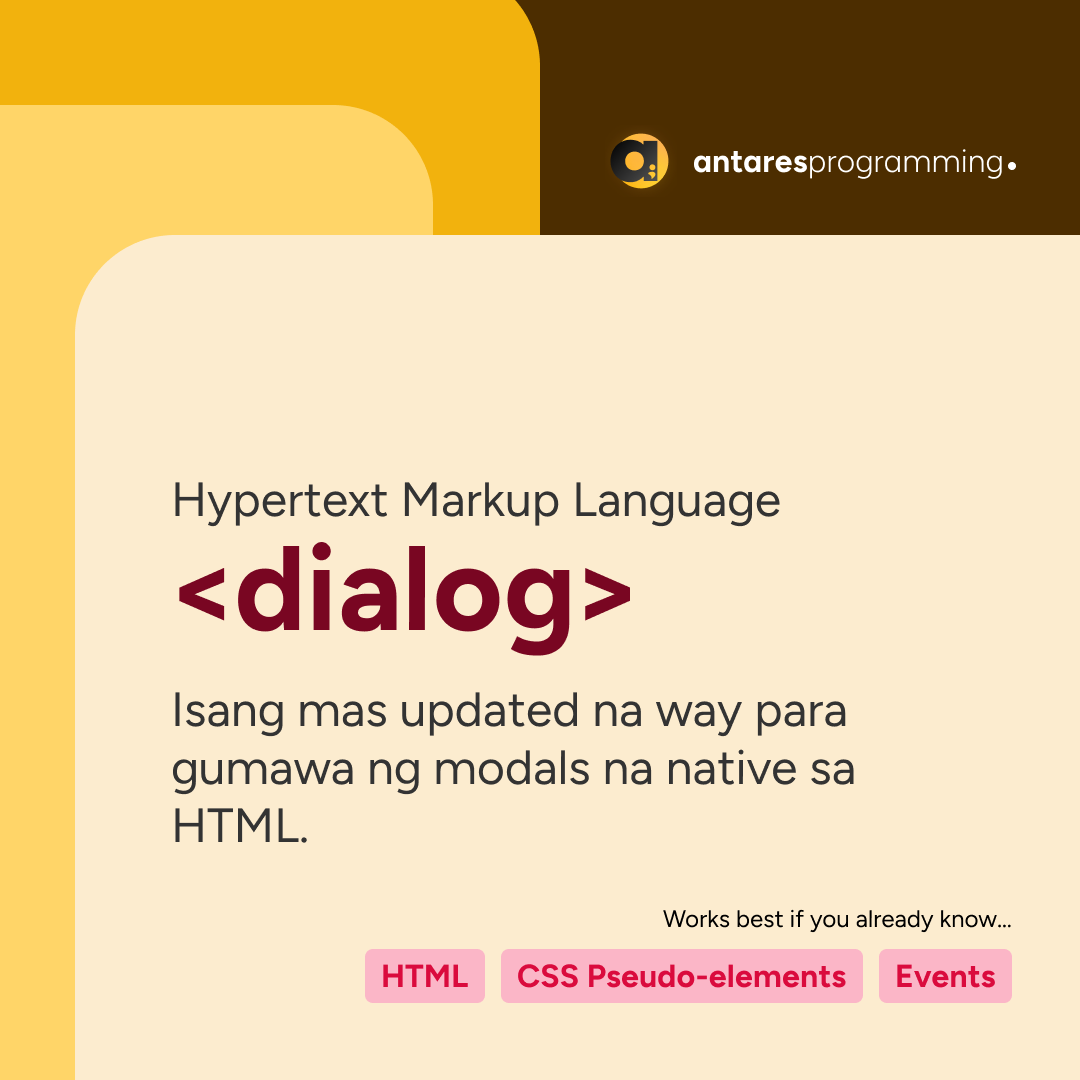 antaresprogramming.
Hypertext Markup Language
<dialog>
Isang mas updated na way para
gumawa ng modals na native sa
HTML.
Works best if you already know...
HTML CSS Pseudo-elements Events